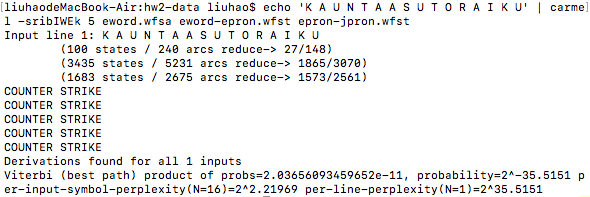 [liuhaodeMacBook-Air:hw2-data liuhao$ echo 'K A U N T A A S U T O R A I K U' | carme]
l -sribIWEk 5 eword.wfsa eword-epron.wfst epron-jpron.wfst
Input line 1: K A U N T A A S U T O R A I K U
(100 states / 240 arcs reduce-> 27/148)
(3435 states / 5231 arcs reduce-> 1865/3070)
(1683 states / 2675 arcs reduce-> 1573/2561)
COUNTER STRIKE
COUNTER STRIKE
COUNTER STRIKE
COUNTER STRIKE
COUNTER STRIKE
Derivations found for all 1 inputs
Viterbi (best path) product of probs=2.03656093459652e-11, probability=2^-35.5151 p
er-input-symbol-perplexity(N=16)=2^2.21969 per-line-perplexity(N=1)=2^35.5151